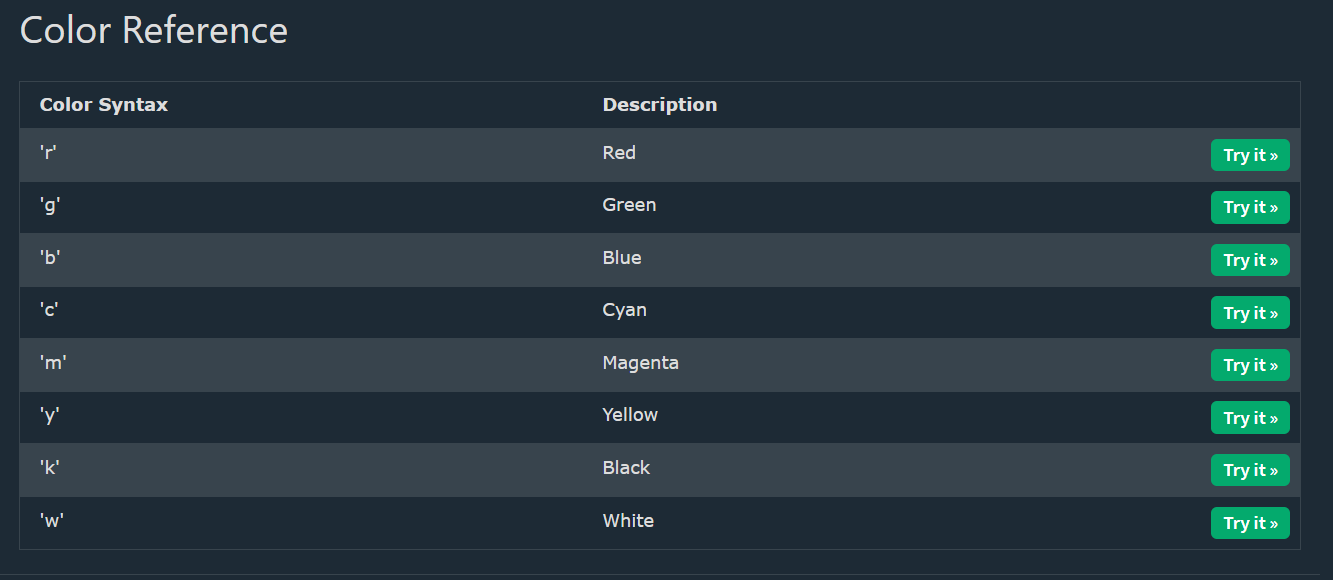 Color Reference
Color Syntax Description
'r' Red Try it »
'g' Green Try it »
'b' Blue Try it »
'c' Cyan Try it »
'm' Magenta Try it »
'y' Yellow Try it »
'k' Black Try it »
'w' White Try it »